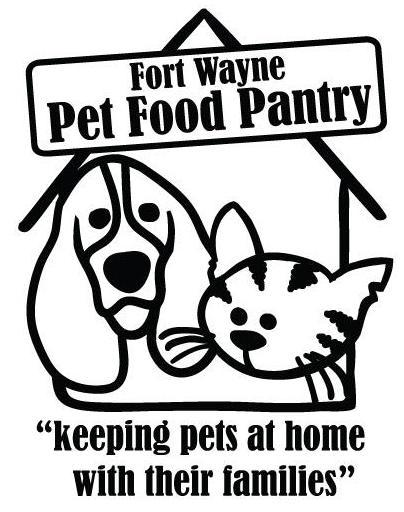 Fort Wayne
Pet Food Pantry
“keeping pets at home
with their families”